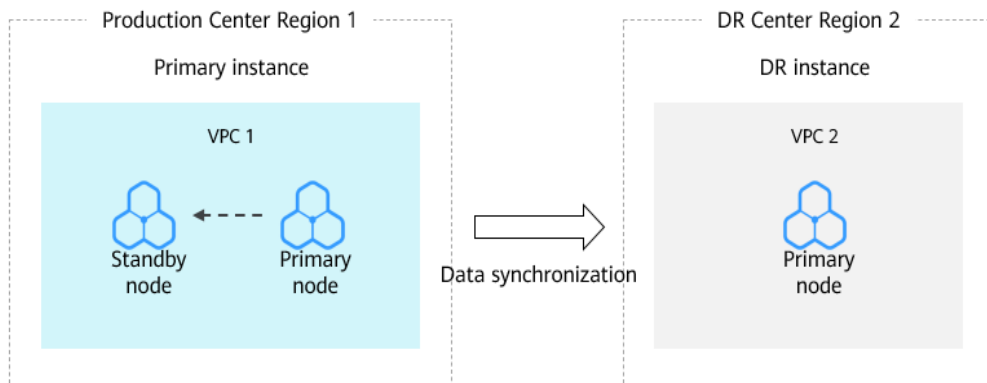 Production Center Region 1
DR Center Region 2
Primary instance
DR instance
VPC 1
VPC 2
Standby
node
Primary
node
Data synchronization
Primary
node